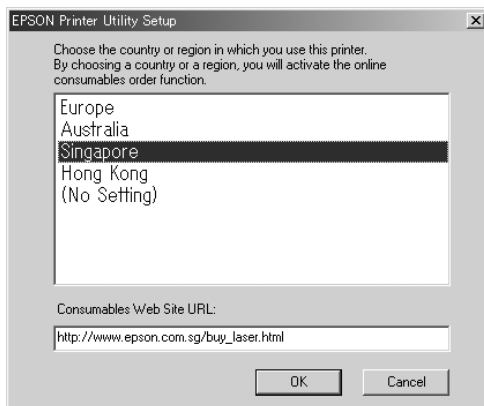 EPSON Printer Utility Setup
Choose the country or region in which you use this printer.
By choosing a country or a region, you will activate the online
consumables order function.
Europe
Australia
Singapore
Hong Kong
(No Setting)
Consumables Web Site URL:
http://www.epson.com.sg/buy_laser.html
OK
Cancel